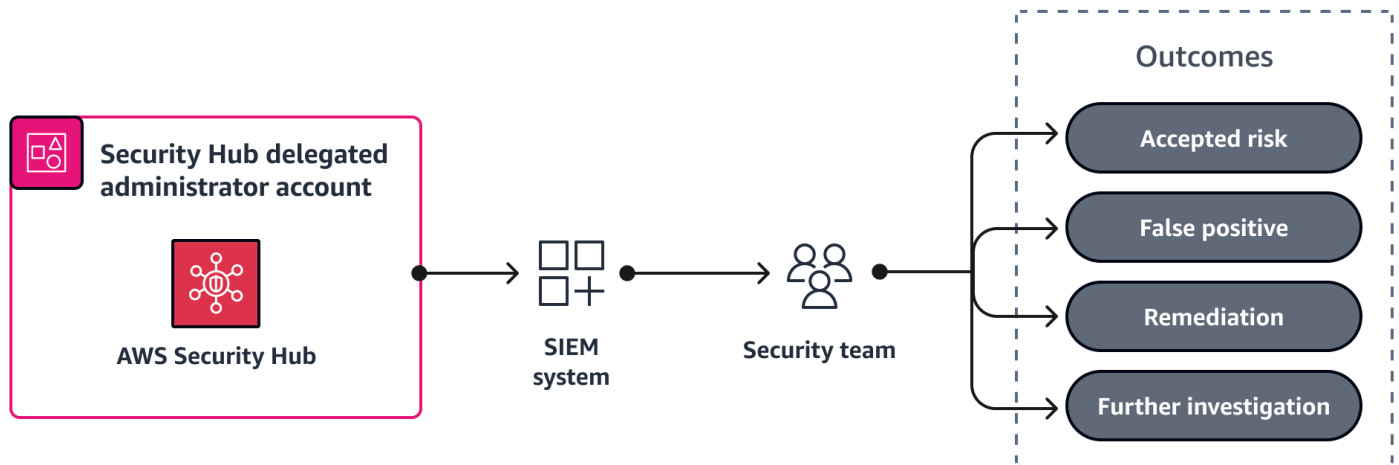 Outcomes
Security Hub delegated
administrator account
AWS Security Hub
SIEM
system
Security team
Accepted risk
False positive
Remediation
Further investigation